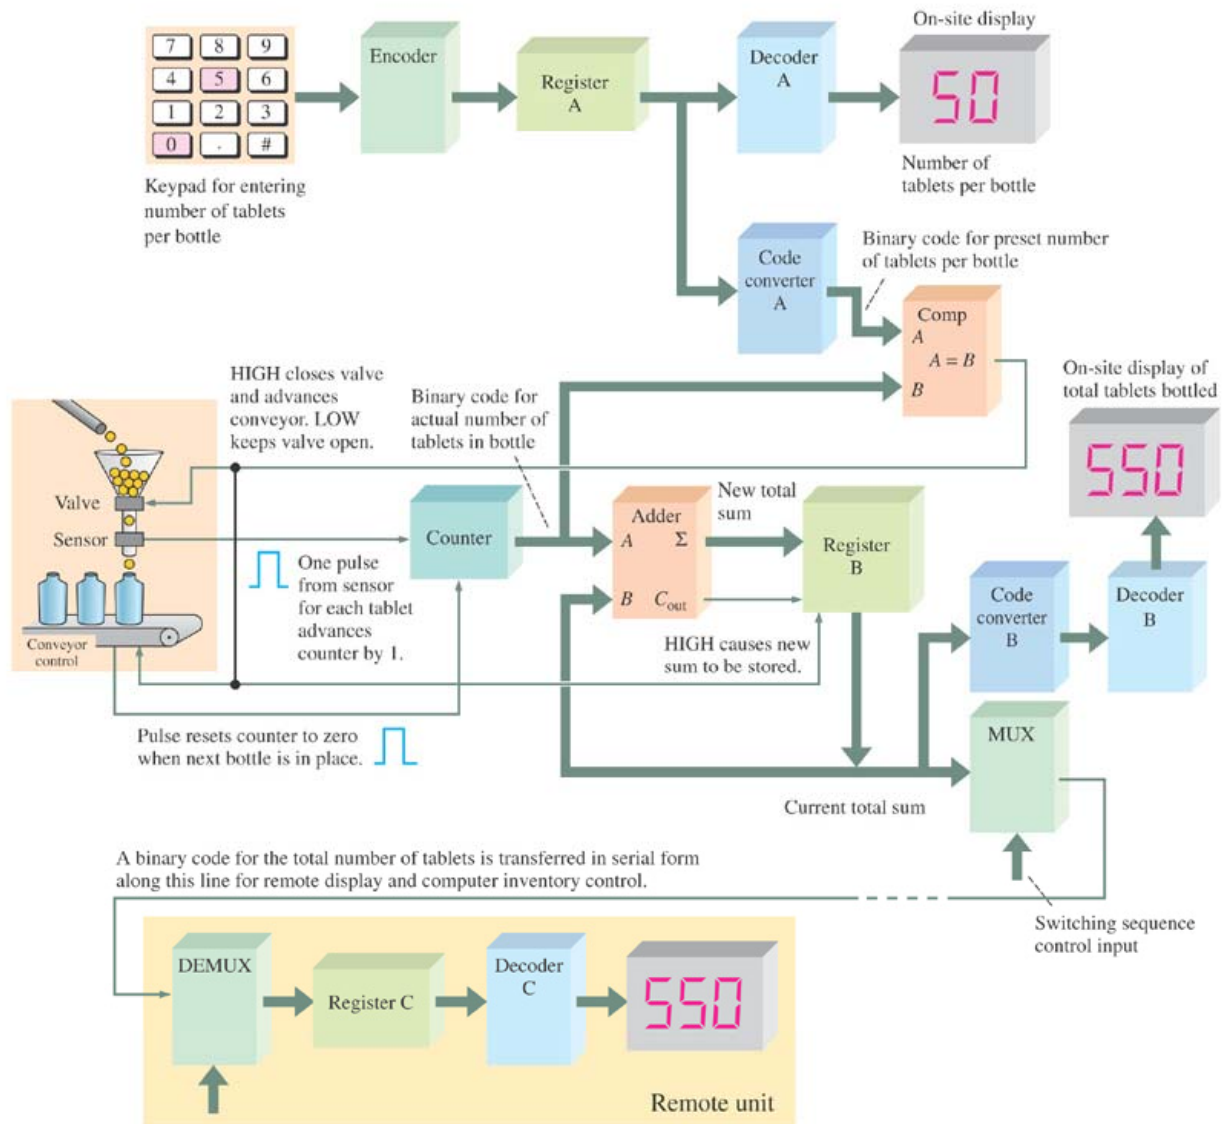 On-site display
7 8 9
4 5 6
1 2 3
0 . #
Encoder
Register
A
Decoder
A
50
Keypad for entering
number of tablets
per bottle
Number of
tablets per bottle
Code
converter
A
Binary code for preset number
of tablets per bottle
Comp
A
A = B
B
HIGH closes valve
and advances
conveyor. LOW
keeps valve open.
Binary code for
actual number of
tablets in bottle
On-site display of
total tablets bottled
550
Valve
Sensor
Conveyor
control
One pulse
from sensor
for each tablet
advances
counter by 1.
Counter
Adder
A Σ
B Cout
New total
sum
Register
B
HIGH causes new
sum to be stored.
Code
converter
B
Decoder
B
Pulse resets counter to zero
when next bottle is in place.
MUX
Current total sum
Switching sequence
control input
A binary code for the total number of tablets is transferred in serial form
along this line for remote display and computer inventory control.
DEMUX
Register C
Decoder
C
550
Remote unit